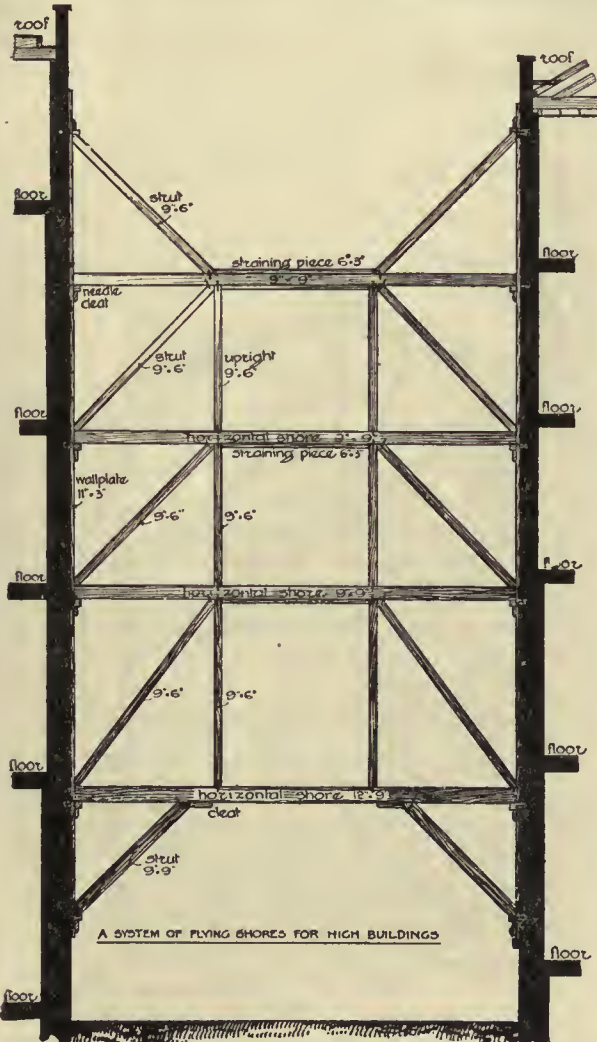 roof
roof
floor
strut
9"·6"
straining piece 6"·3"
floor
9"·9"
needle
cleat
strut
9"·6"
upright
9"·6"
floor
floor
horizontal shore 9"·9"
straining piece 6"·3"
wallplate
11"·3"
9"·6"
9"·6"
floor
floor
horizontal shore 9"·9"
9"·6"
9"·6"
floor
floor
horizontal shore 12"·9"
cleat
strut
9"·9"
A SYSTEM OF FLYING SHORES FOR HIGH BUILDINGS
floor
floor